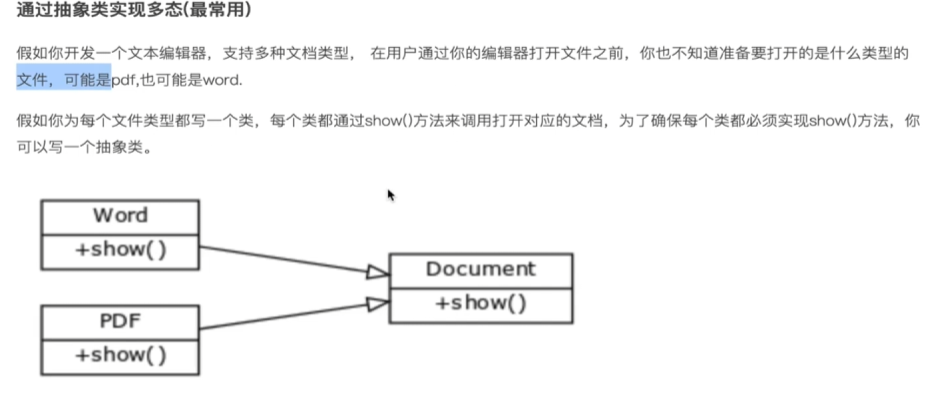 通过抽象类实现多态(最常用)
假如你开发一个文本编辑器，支持多种文档类型， 在用户通过你的编辑器打开文件之前，你也不知道准备要打开的是什么类型的
文件，可能是pdf,也可能是word.
假如你为每个文件类型都写一个类，每个类都通过show()方法来调用打开对应的文档，为了确保每个类都必须实现show()方法，你
可以写一个抽象类。
Word
+show()
Document
+show()
PDF
+show()